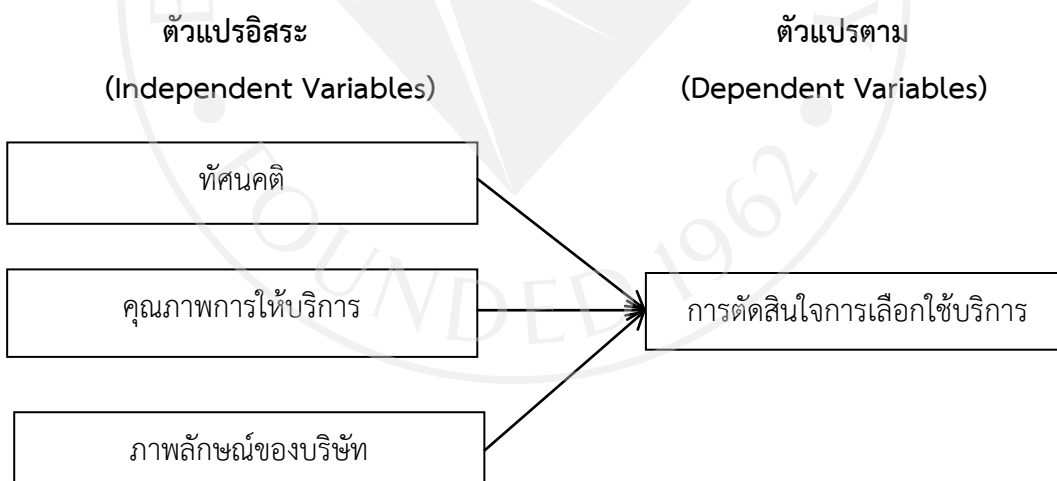 ตัวแปรอิสระ
ตัวแปรตาม
(Independent Variables)
(Dependent Variables)
ทัศนคติ
คุณภาพการให้บริการ
การตัดสินใจการเลือกใช้บริการ
ภาพลักษณ์ของบริษัท
FOUNDED 1962